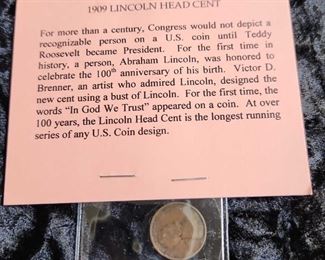 1909 LINCOLN HEAD CENT
For more than a century, Congress would not depict a
recognizable person on a U.S. coin until Teddy
Roosevelt became President. For the first time in
history, a person, Abraham Lincoln, was honored to
celebrate the 100th anniversary of his birth. Victor D.
Brenner, an artist who admired Lincoln, designed the
new cent using a bust of Lincoln. For the first time, the
words "In God We Trust" appeared on a coin. At over
100 years, the Lincoln Head Cent is the longest running
series of any U.S. Coin design.